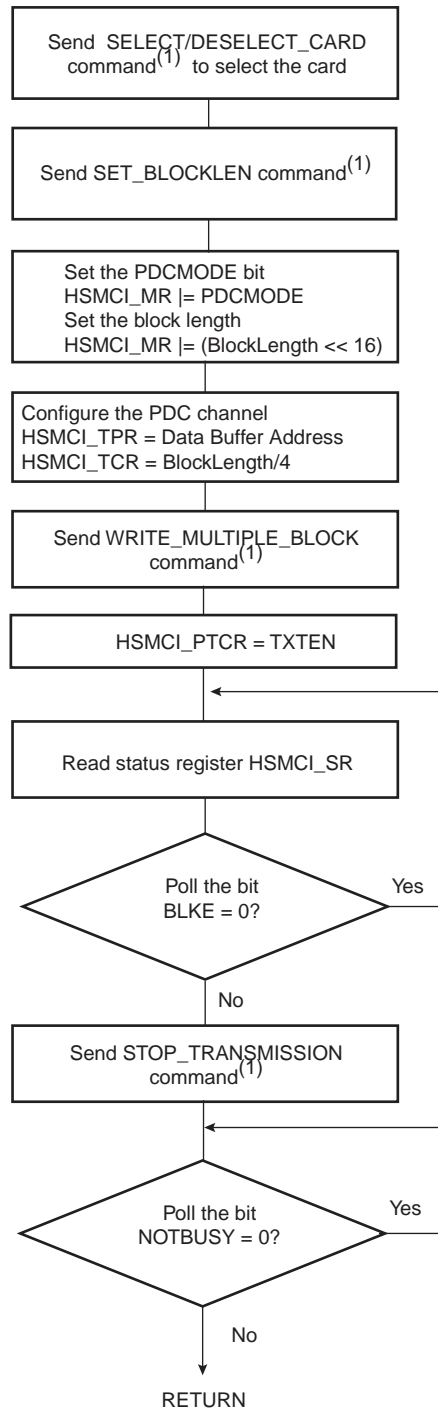 Send SELECT/DESELECT_CARD
command(1) to select the card
Send SET_BLOCKLEN command(1)
Set the PDCMODE bit
HSMCI_MR |= PDCMODE
Set the block length
HSMCI_MR |= (BlockLength << 16)
Configure the PDC channel
HSMCI_TPR = Data Buffer Address
HSMCI_TCR = BlockLength/4
Send WRITE_MULTIPLE_BLOCK
command(1)
HSMCI_PTCR = TXTEN
Read status register HSMCI_SR
Poll the bit
BLKE = 0?
Yes
No
Send STOP_TRANSMISSION
command(1)
Poll the bit
NOTBUSY = 0?
Yes
No
RETURN